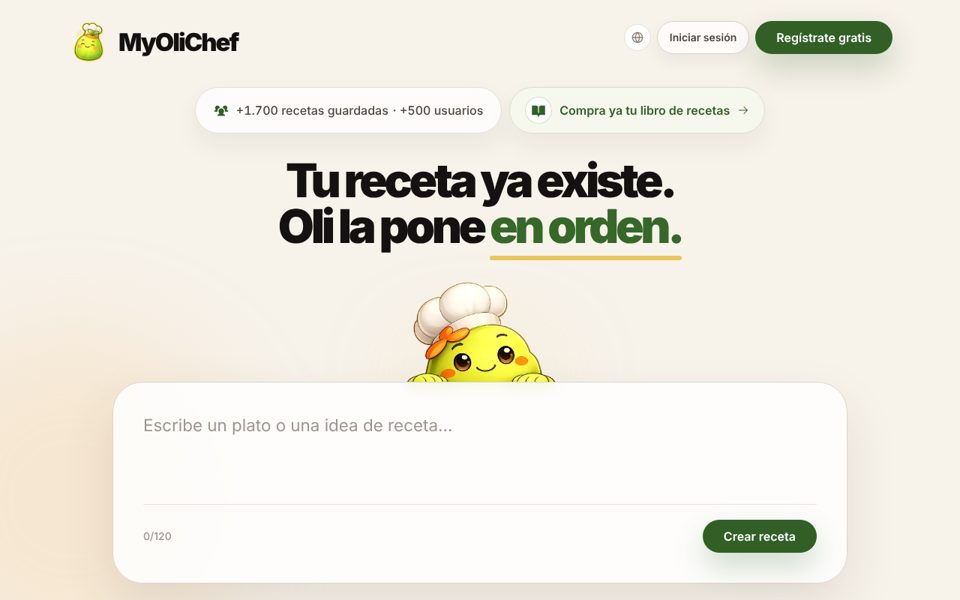 MyOliChef
Iniciar sesión
Regístrate gratis
+1.700 recetas guardadas · +500 usuarios
Compra ya tu libro de recetas →
Tu receta ya existe.
Oli la pone en orden.
Escribe un plato o una idea de receta...
0/120
Crear receta